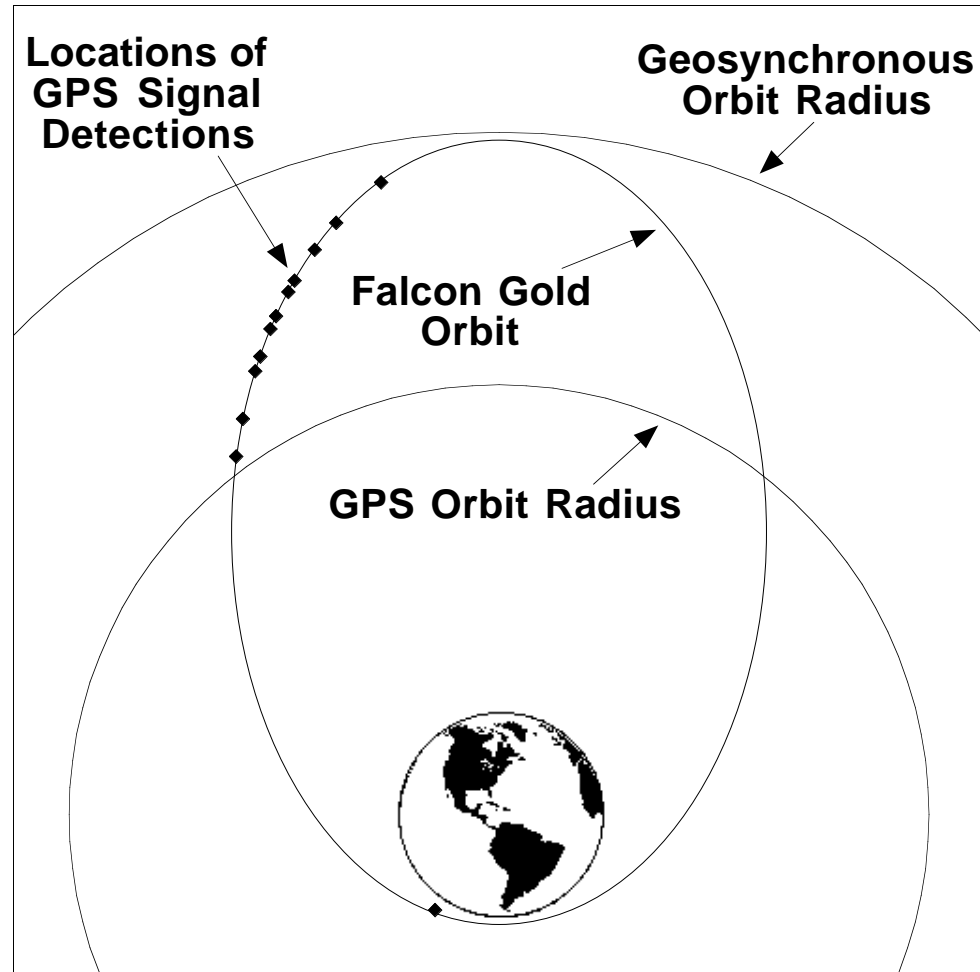 Locations of
GPS Signal
Detections
Geosynchronous
Orbit Radius
Falcon Gold
Orbit
GPS Orbit Radius